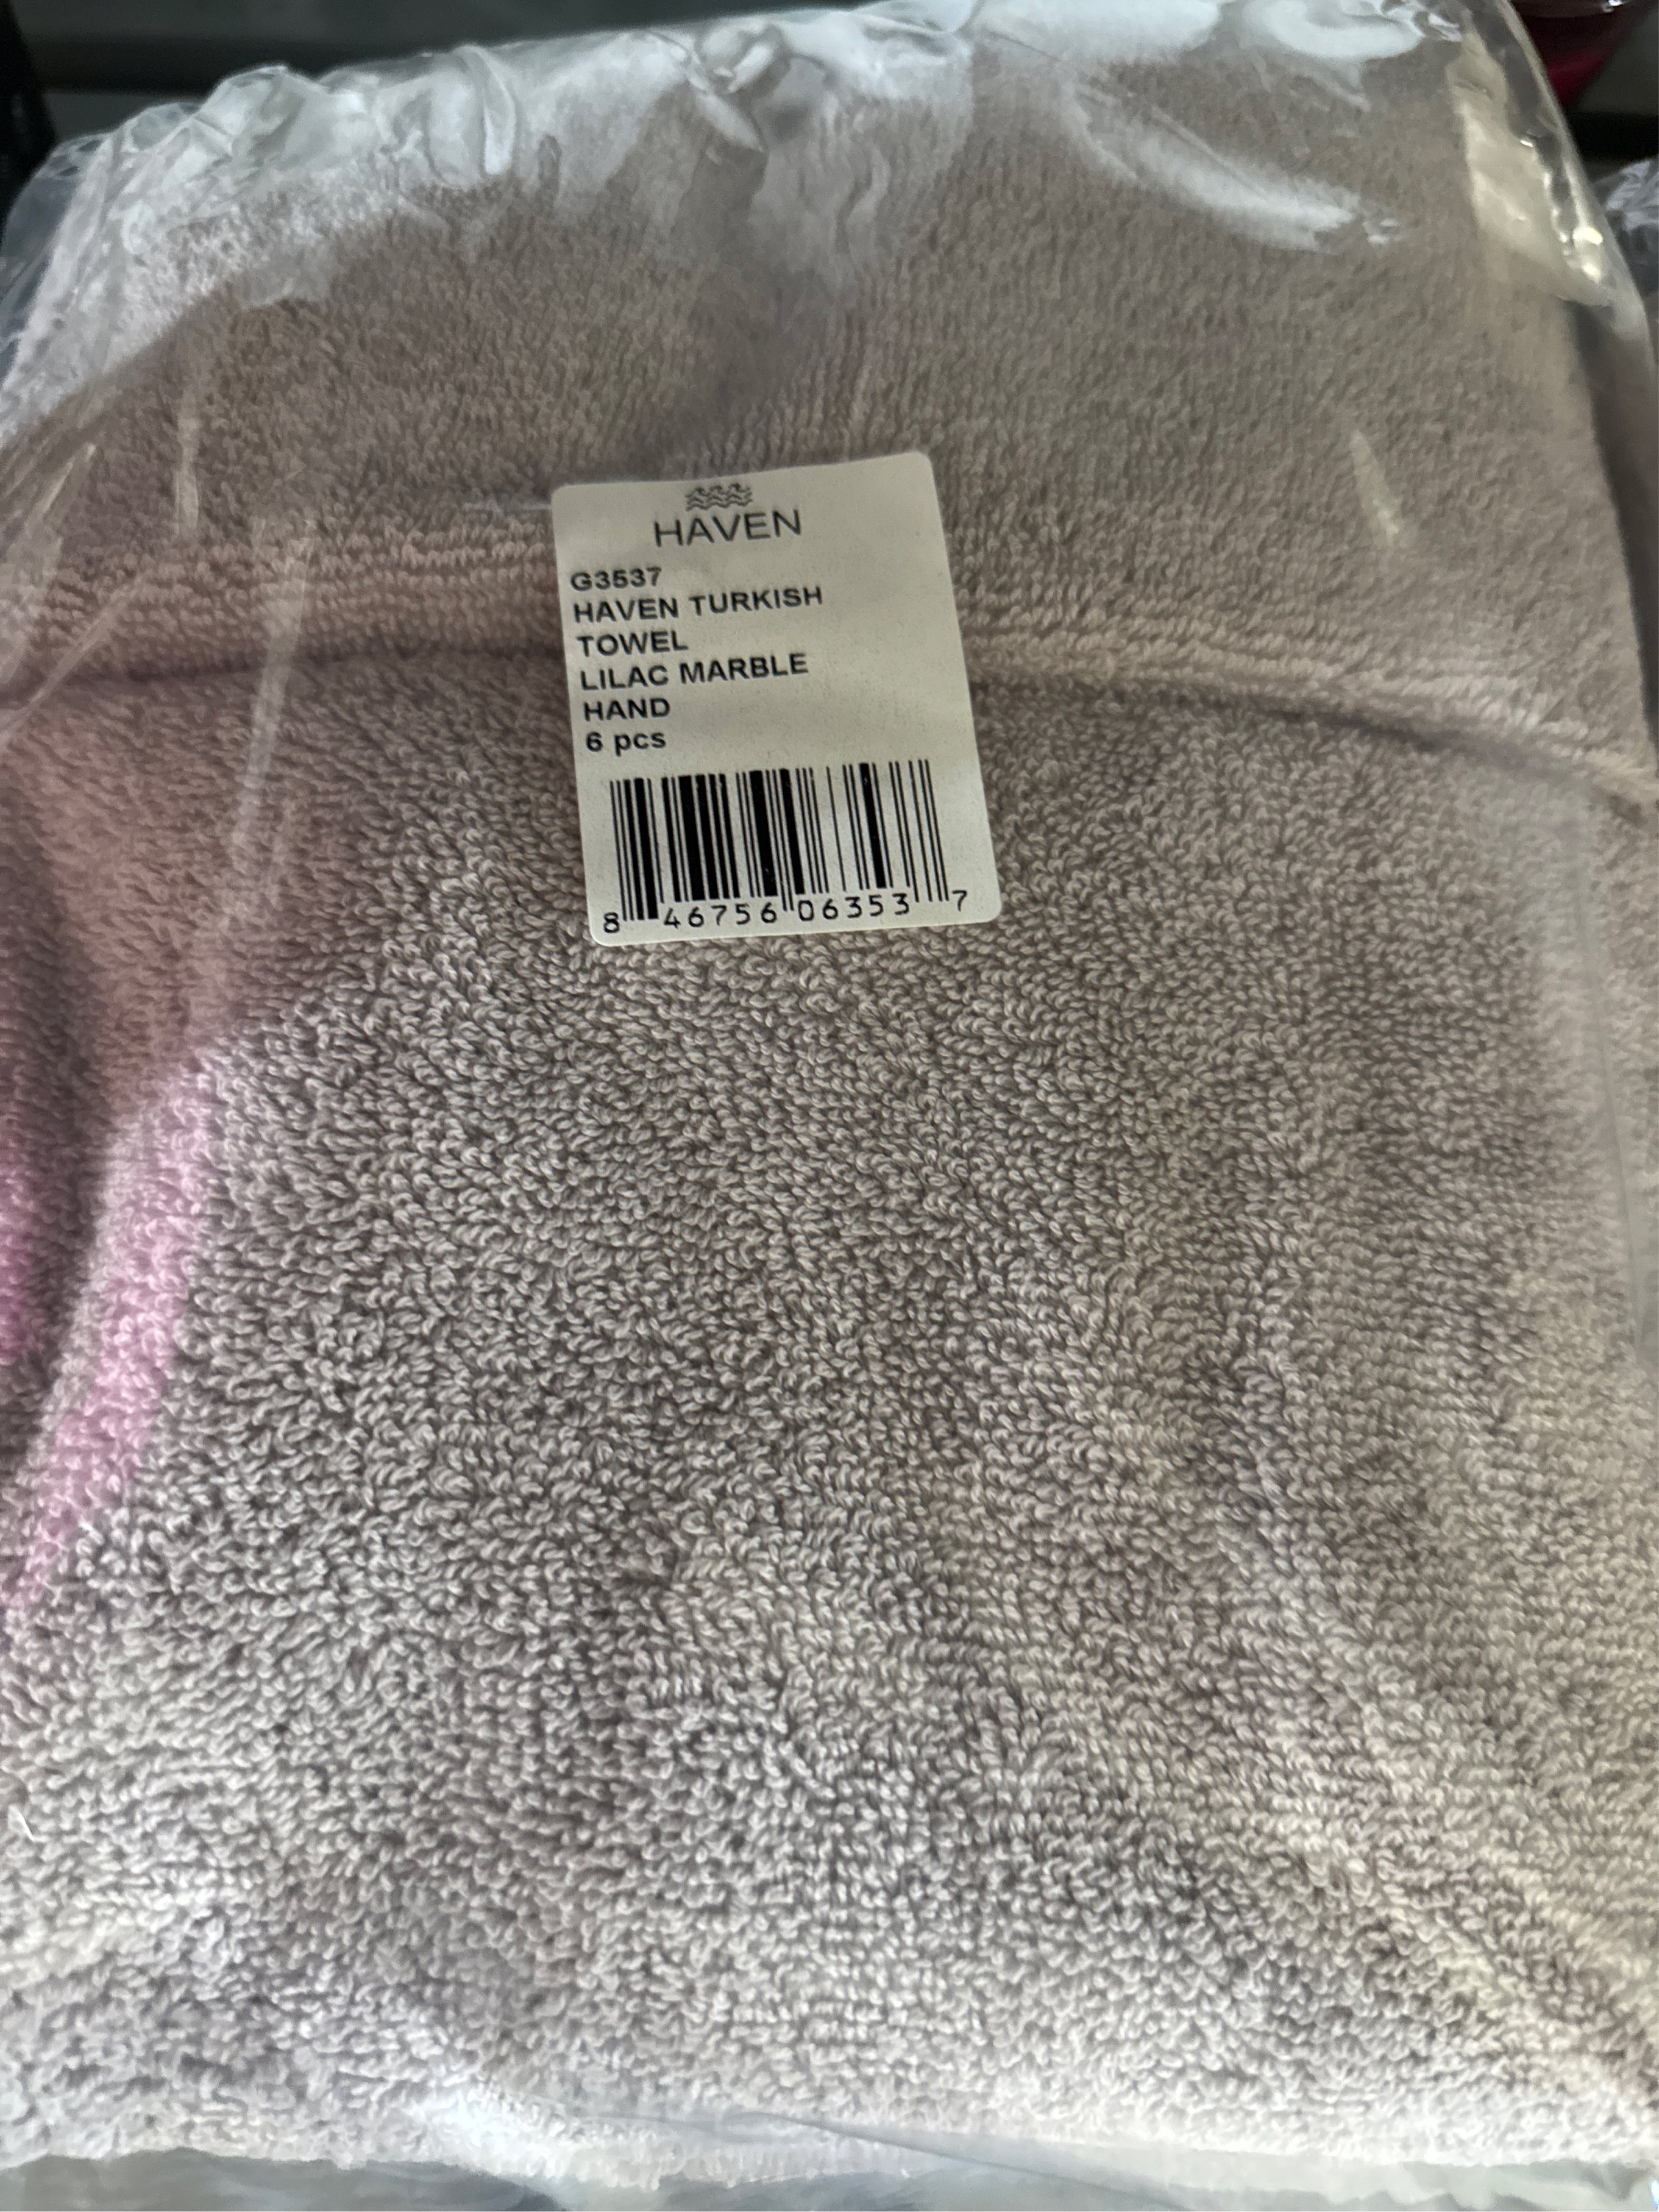 HAVEN
G3537
HAVEN TURKISH
TOWEL
LILAC MARBLE
HAND
6 pcs
8 46756 06353 7